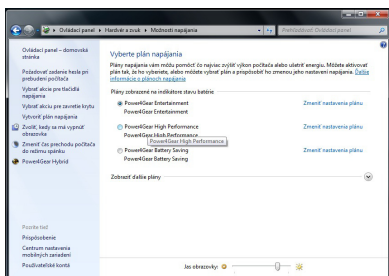 Ovládací panel ▸ Hardvér a zvuk ▸ Možnosti napájania
Prehľadávať: Ovládací panel
Ovládací panel – domovská
stránka
Požadovať zadanie hesla pri
prebudení počítača
Vybrať akcie pre tlačidlá
napájania
Vybrať akciu pre zavretie krytu
Vytvoriť plán napájania
Zvoliť, kedy sa má vypnúť
obrazovka
Zmeniť čas prechodu počítača
do režimu spánku
Power4Gear Hybrid
Pozrite tiež
Prispôsobenie
Centrum nastavenia
mobilných zariadení
Používateľské kontá
Vyberte plán napájania
Plány napájania vám môžu pomôcť čo najviac zvýšiť výkon počítača alebo ušetriť energiu. Môžete aktivovať
plán tak, že ho vyberiete, alebo môžete vybrať plán a prispôsobiť ho zmenou jeho nastavení napájania. Ďalšie
informácie o plánoch napájania
Plány zobrazené na indikátore stavu batérie
Power4Gear Entertainment
Zmeniť nastavenia plánu
Power4Gear Entertainment
Power4Gear High Performance
Zmeniť nastavenia plánu
Power4Gear High Performance
Power4Gear High Performance
Power4Gear Battery Saving
Zmeniť nastavenia plánu
Power4Gear Battery Saving
Zobraziť ďalšie plány
Jas obrazovky: